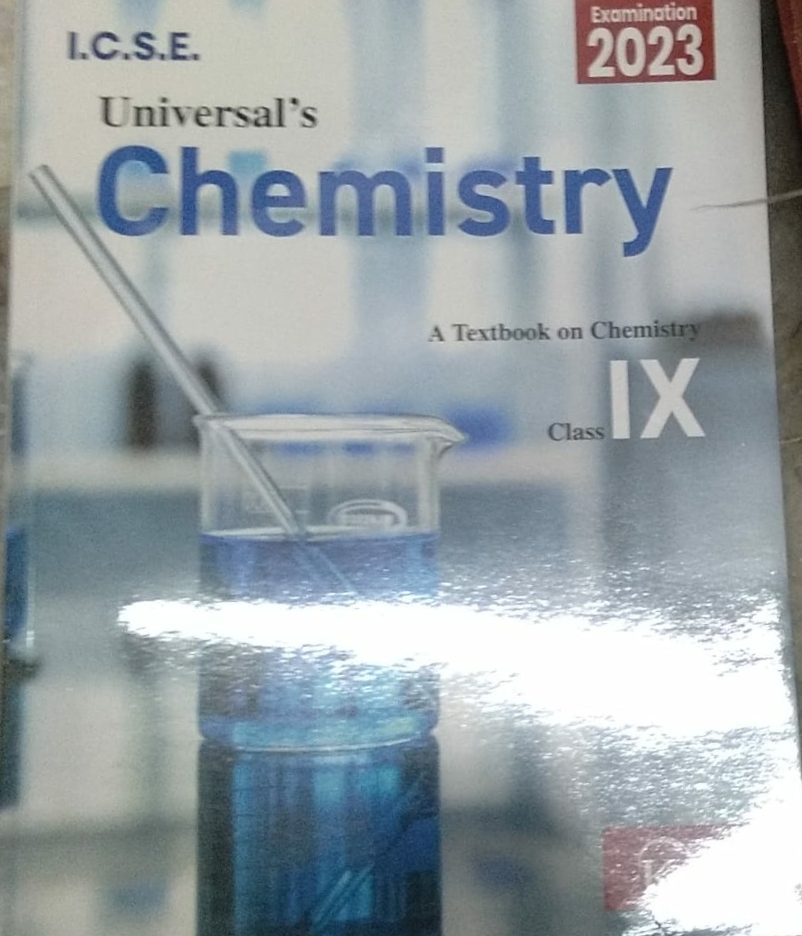 I.C.S.E.
Examination
2023
Universal's
Chemistry
A Textbook on Chemistry
Class IX